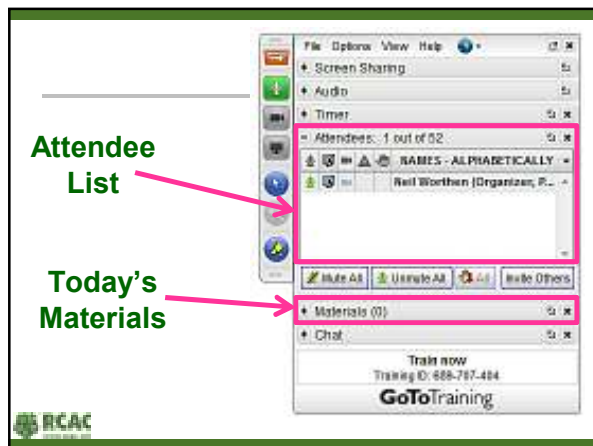 File Options View Help
Screen Sharing
Audio
Timer
Attendees: 1 out of 52
NAMES - ALPHABETICALLY
Neil Worthen (Organizer, P...
Attendee
List
Mute All Unmute All All Invite Others
Today's
Materials
Materials (0)
Chat
Train now
Training ID: 689-707-404
GoToTraining
RCAC